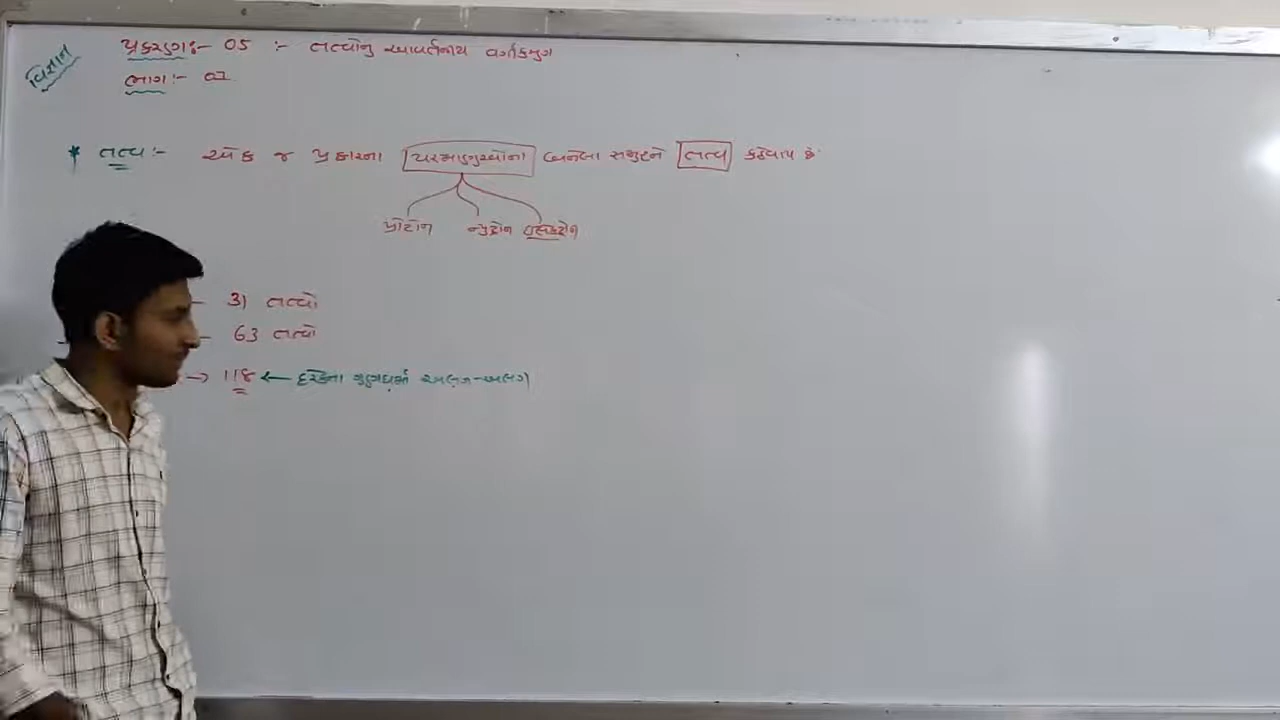 વિજ્ઞાન
પ્રકરણ :- 05 :- તત્વોનુ આવર્તનીય વર્ગીકરણ
ભાગ :- 01
* તત્વ :- એક જ પ્રકારના પરમાણુઓના બનેલા સમુહને તત્વ કહેવાય છે
પ્રોટોન ન્યુટ્રોન ઇલેક્ટ્રોન
- 31 તત્વો
- 63 તત્વો
-> 118 <- દરેકના ગુણધર્મો અલગ-અલગ